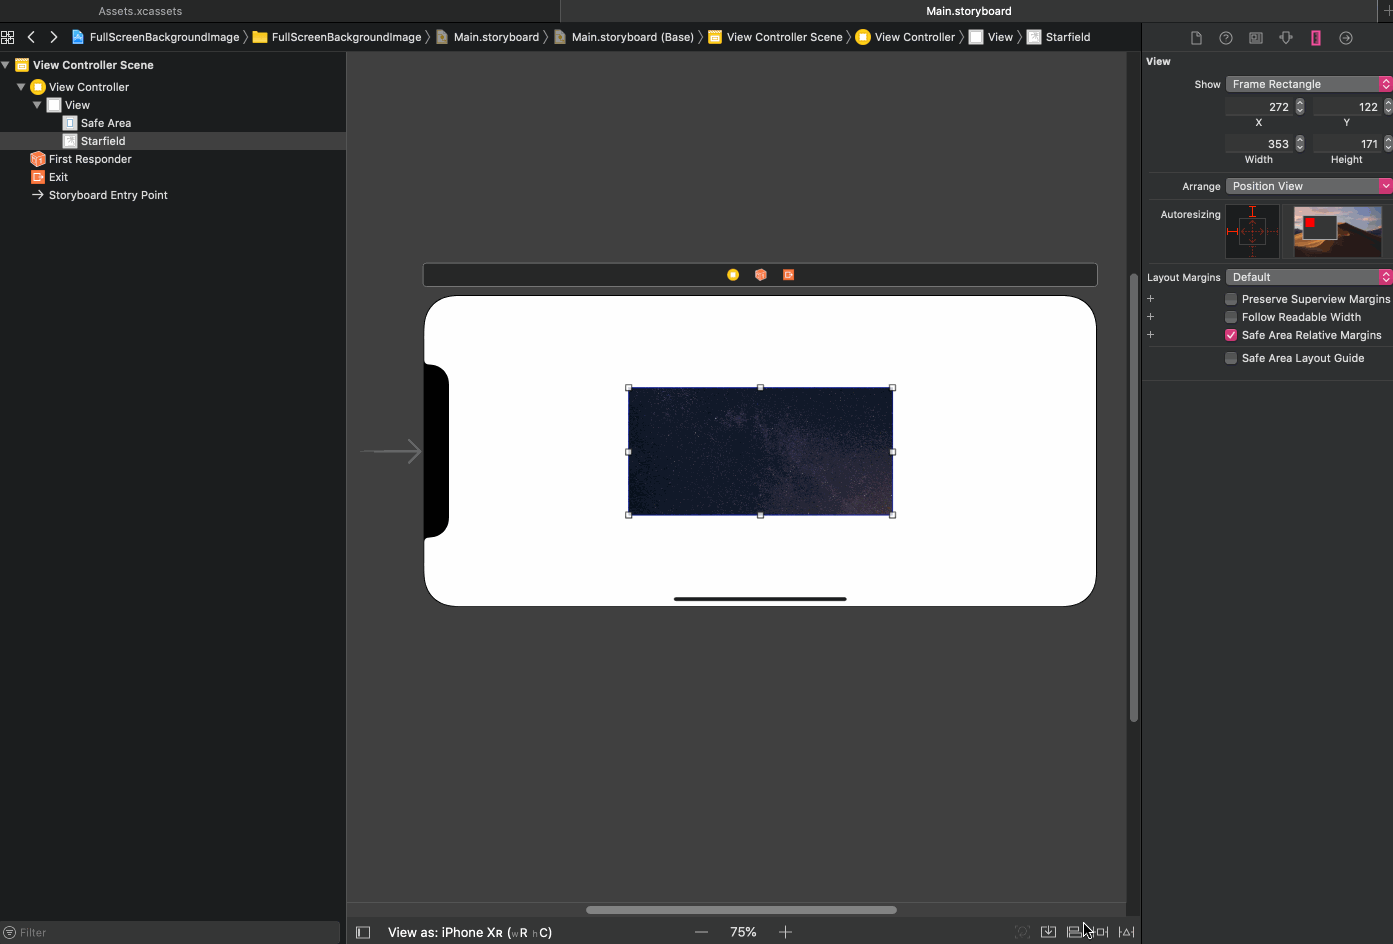 Assets.xcassets
Main.storyboard
FullScreenBackgroundImage FullScreenBackgroundImage Main.storyboard Main.storyboard (Base) View Controller Scene View Controller View Starfield
View Controller Scene
View Controller
View
Safe Area
Starfield
First Responder
Exit
Storyboard Entry Point
Filter
View as: iPhone XR (wR hC)
75%
View
Show Frame Rectangle
272 122
X Y
353 171
Width Height
Arrange Position View
Autoresizing
Layout Margins Default
Preserve Superview Margins
Follow Readable Width
Safe Area Relative Margins
Safe Area Layout Guide